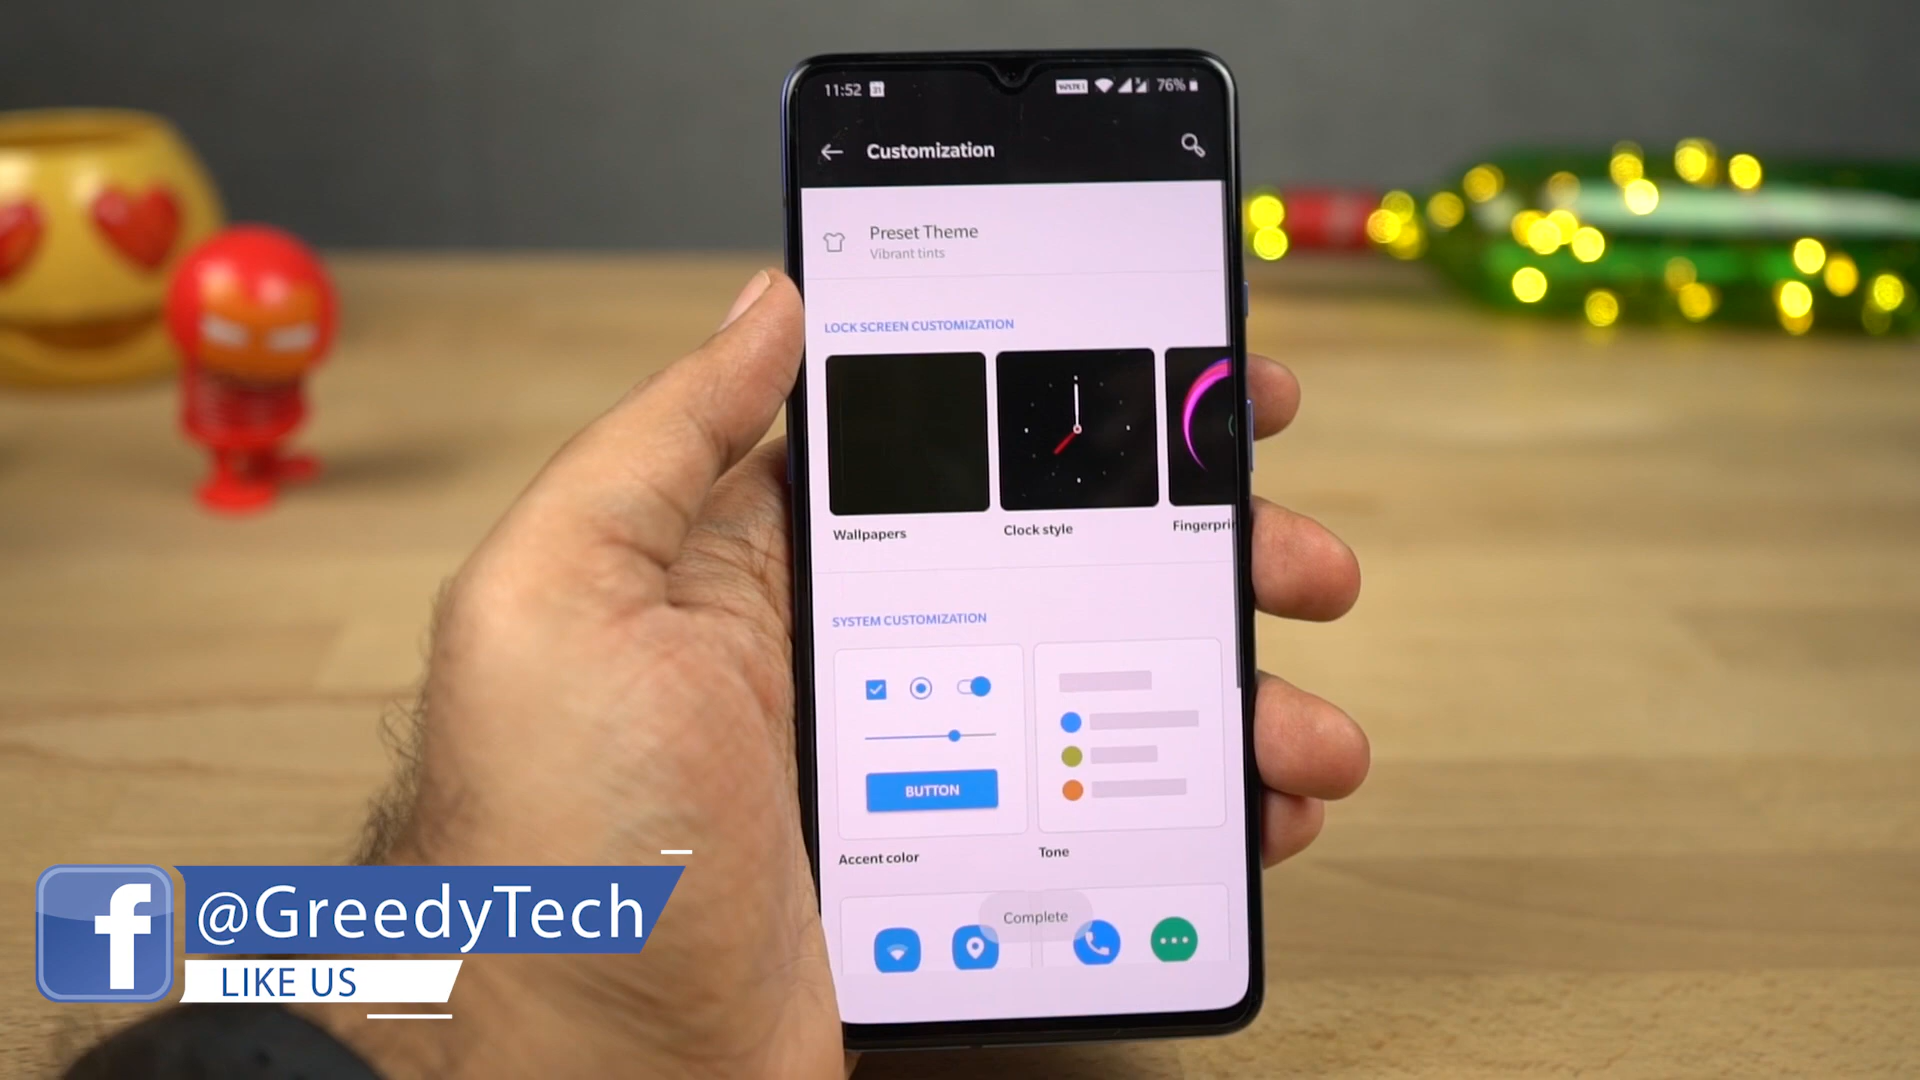 11:52
31
76%
Customization
Preset Theme
Vibrant tints
LOCK SCREEN CUSTOMIZATION
Wallpapers
Clock style
Fingerpri
SYSTEM CUSTOMIZATION
BUTTON
Accent color
Tone
Complete
f
@GreedyTech
LIKE US